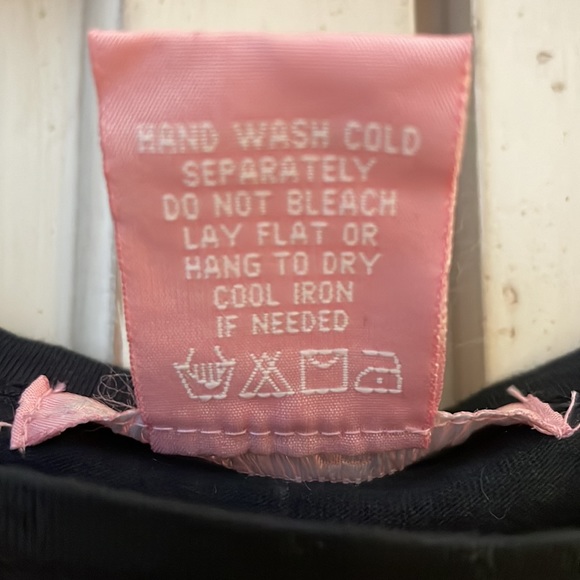 HAND WASH COLD
SEPARATELY
DO NOT BLEACH
LAY FLAT OR
HANG TO DRY
COOL IRON
IF NEEDED